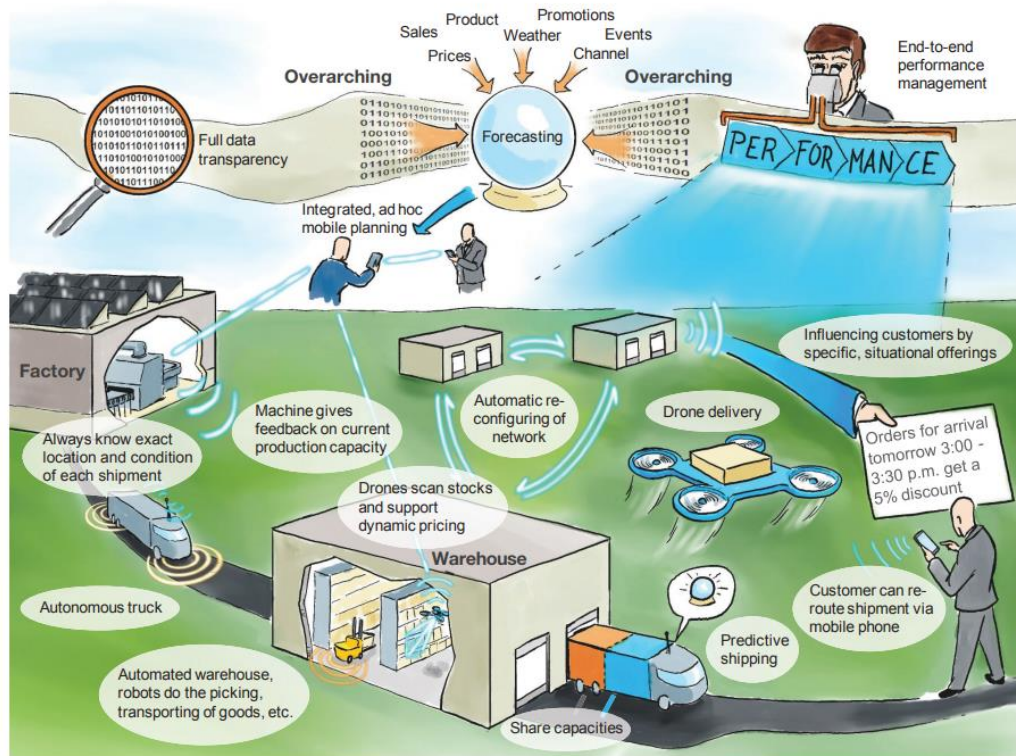 Sales
Product
Promotions
Weather
Events
Prices
Channel
Overarching
Overarching
End-to-end
performance
management
Full data
transparency
Forecasting
PER FOR MAN CE
Integrated, ad hoc
mobile planning
Factory
Influencing customers by
specific, situational offerings
Machine gives
feedback on current
production capacity
Automatic re-
configuring of
network
Drone delivery
Always know exact
location and condition
of each shipment
Orders for arrival
tomorrow 3:00 -
3:30 p.m. get a
5% discount
Drones scan stocks
and support
dynamic pricing
Warehouse
Autonomous truck
Customer can re-
route shipment via
mobile phone
Predictive
shipping
Automated warehouse,
robots do the picking,
transporting of goods, etc.
Share capacities